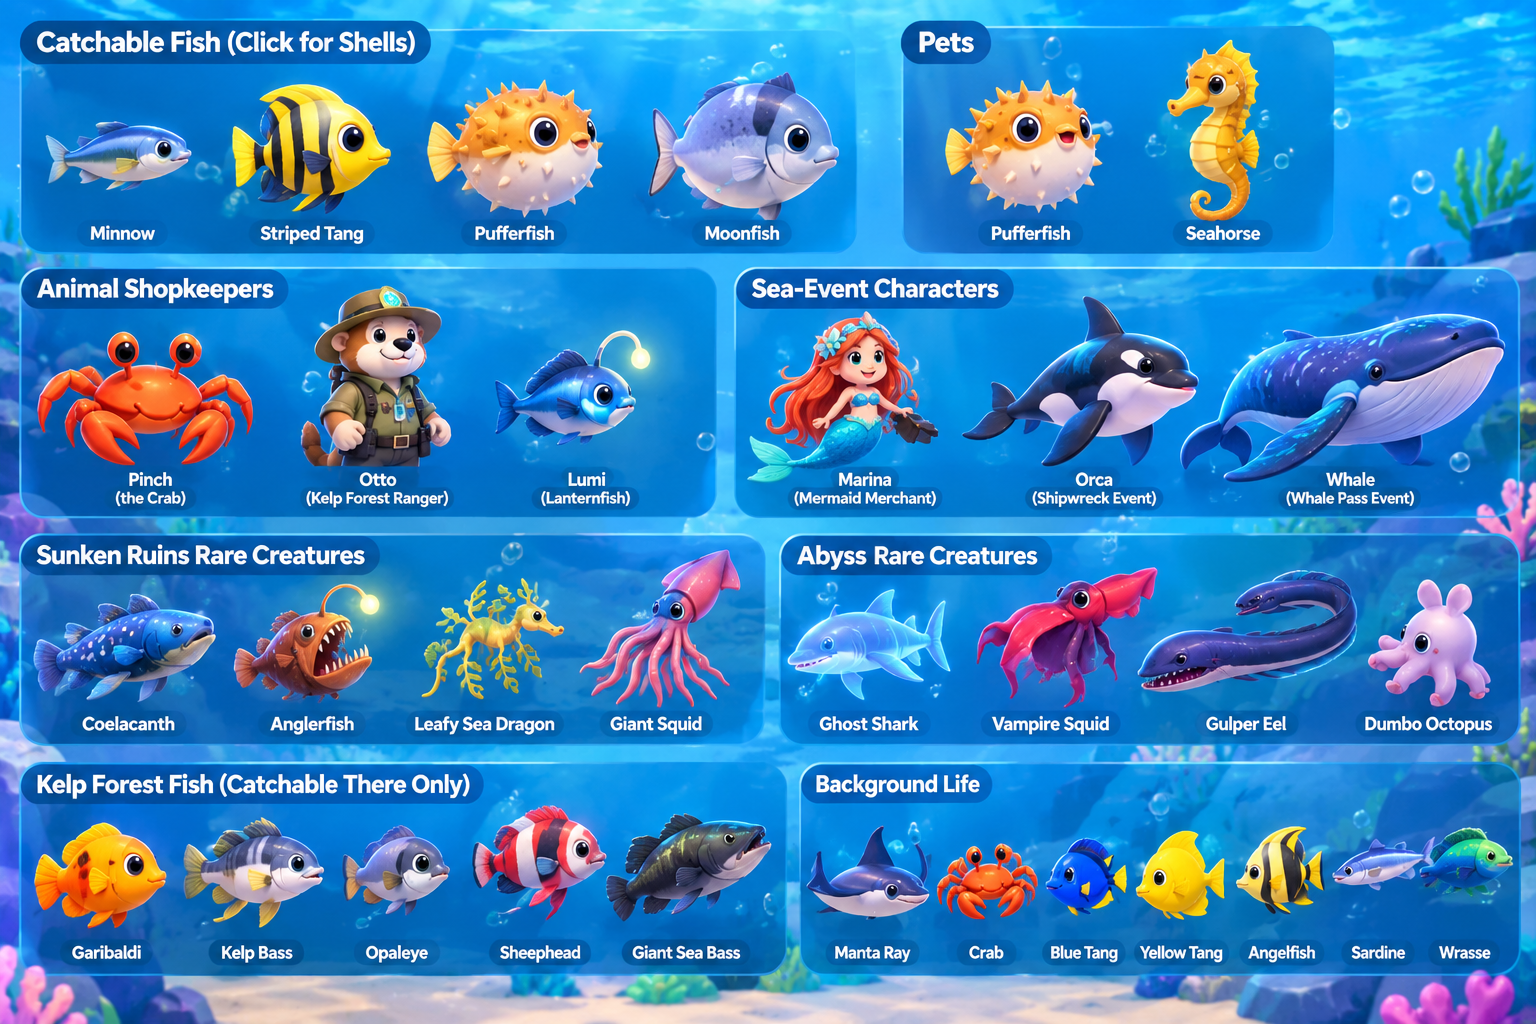 Catchable Fish (Click for Shells)
Minnow
Striped Tang
Pufferfish
Moonfish
Pets
Pufferfish
Seahorse
Animal Shopkeepers
Pinch
(the Crab)
Otto
(Kelp Forest Ranger)
Lumi
(Lanternfish)
Sea-Event Characters
Marina
(Mermaid Merchant)
Orca
(Shipwreck Event)
Whale
(Whale Pass Event)
Sunken Ruins Rare Creatures
Coelacanth
Anglerfish
Leafy Sea Dragon
Giant Squid
Abyss Rare Creatures
Ghost Shark
Vampire Squid
Gulper Eel
Dumbo Octopus
Kelp Forest Fish (Catchable There Only)
Garibaldi
Kelp Bass
Opaleye
Sheephead
Giant Sea Bass
Background Life
Manta Ray
Crab
Blue Tang
Yellow Tang
Angelfish
Sardine
Wrasse